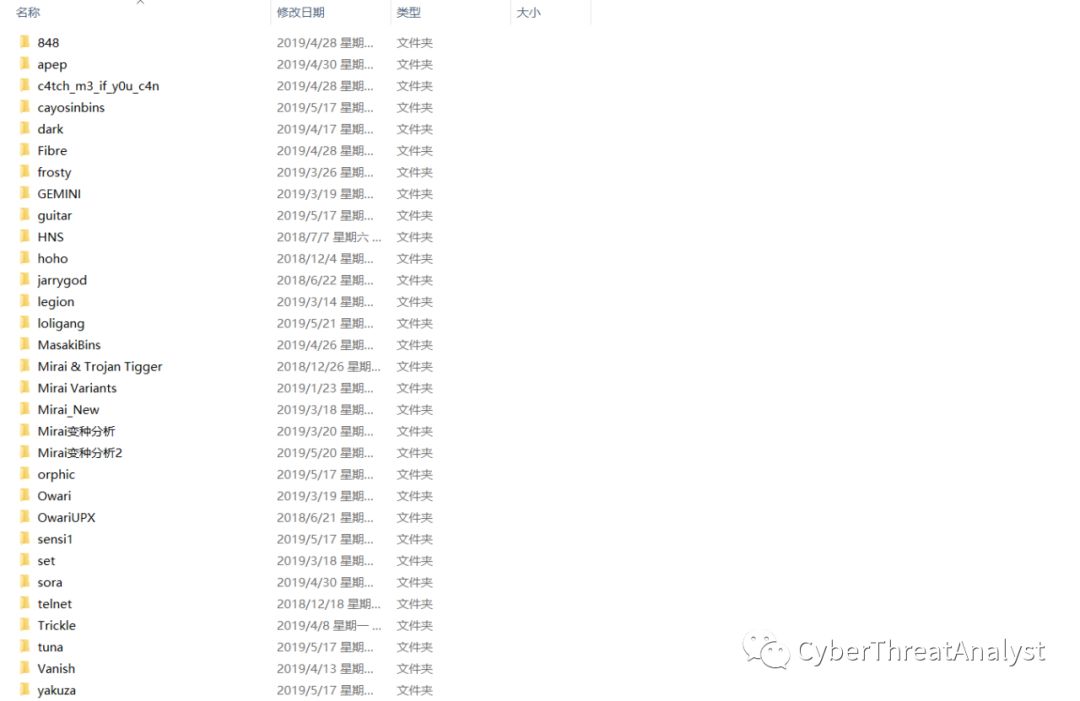 名称 修改日期 类型 大小
848 2019/4/28 星期... 文件夹
apep 2019/4/30 星期... 文件夹
c4tch_m3_if_y0u_c4n 2019/4/28 星期... 文件夹
cayosinbins 2019/5/17 星期... 文件夹
dark 2019/4/17 星期... 文件夹
Fibre 2019/4/28 星期... 文件夹
frosty 2019/3/26 星期... 文件夹
GEMINI 2019/3/19 星期... 文件夹
guitar 2019/5/17 星期... 文件夹
HNS 2018/7/7 星期六 ... 文件夹
hoho 2018/12/4 星期... 文件夹
jarrygod 2018/6/22 星期... 文件夹
legion 2019/3/14 星期... 文件夹
loligang 2019/5/21 星期... 文件夹
MasakiBins 2019/4/26 星期... 文件夹
Mirai & Trojan Tigger 2018/12/26 星期... 文件夹
Mirai Variants 2019/1/23 星期... 文件夹
Mirai_New 2019/3/18 星期... 文件夹
Mirai变种分析 2019/3/20 星期... 文件夹
Mirai变种分析2 2019/5/20 星期... 文件夹
orphic 2019/5/17 星期... 文件夹
Owari 2019/3/19 星期... 文件夹
OwariUPX 2018/6/21 星期... 文件夹
sensi1 2019/5/17 星期... 文件夹
set 2019/3/18 星期... 文件夹
sora 2019/4/30 星期... 文件夹
telnet 2018/12/18 星期... 文件夹
Trickle 2019/4/8 星期一 ... 文件夹
tuna 2019/5/17 星期... 文件夹
Vanish 2019/4/13 星期... 文件夹
yakuza 2019/5/17 星期... 文件夹
CyberThreatAnalyst